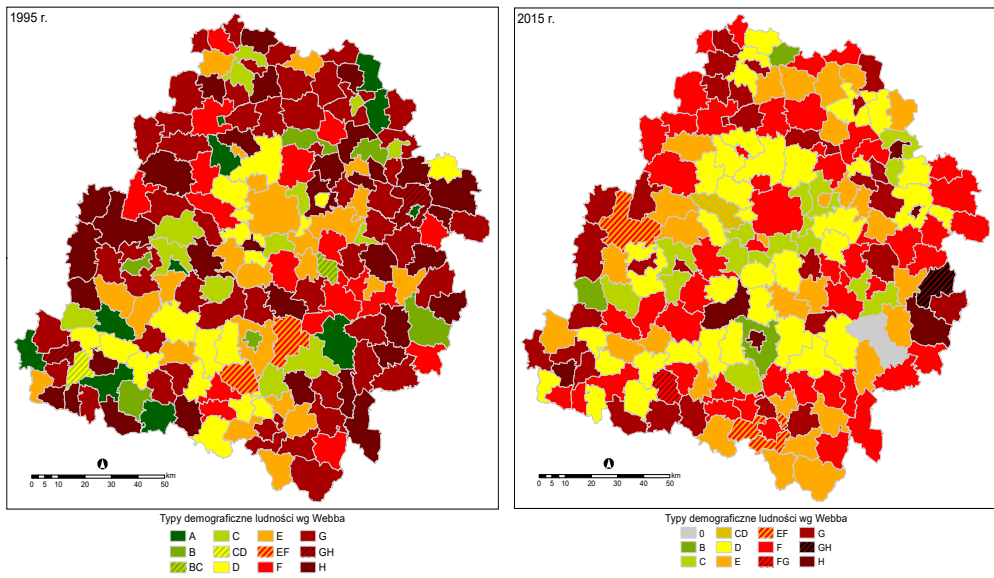 1995 r.
2015 r.
km
0 5 10 20 30 40 50
km
0 5 10 20 30 40 50
Typy demograficzne ludności wg Webba
A C E G
B CD EF GH
BC D F H
Typy demograficzne ludności wg Webba
0 CD EF G
B D F GH
C E FG H